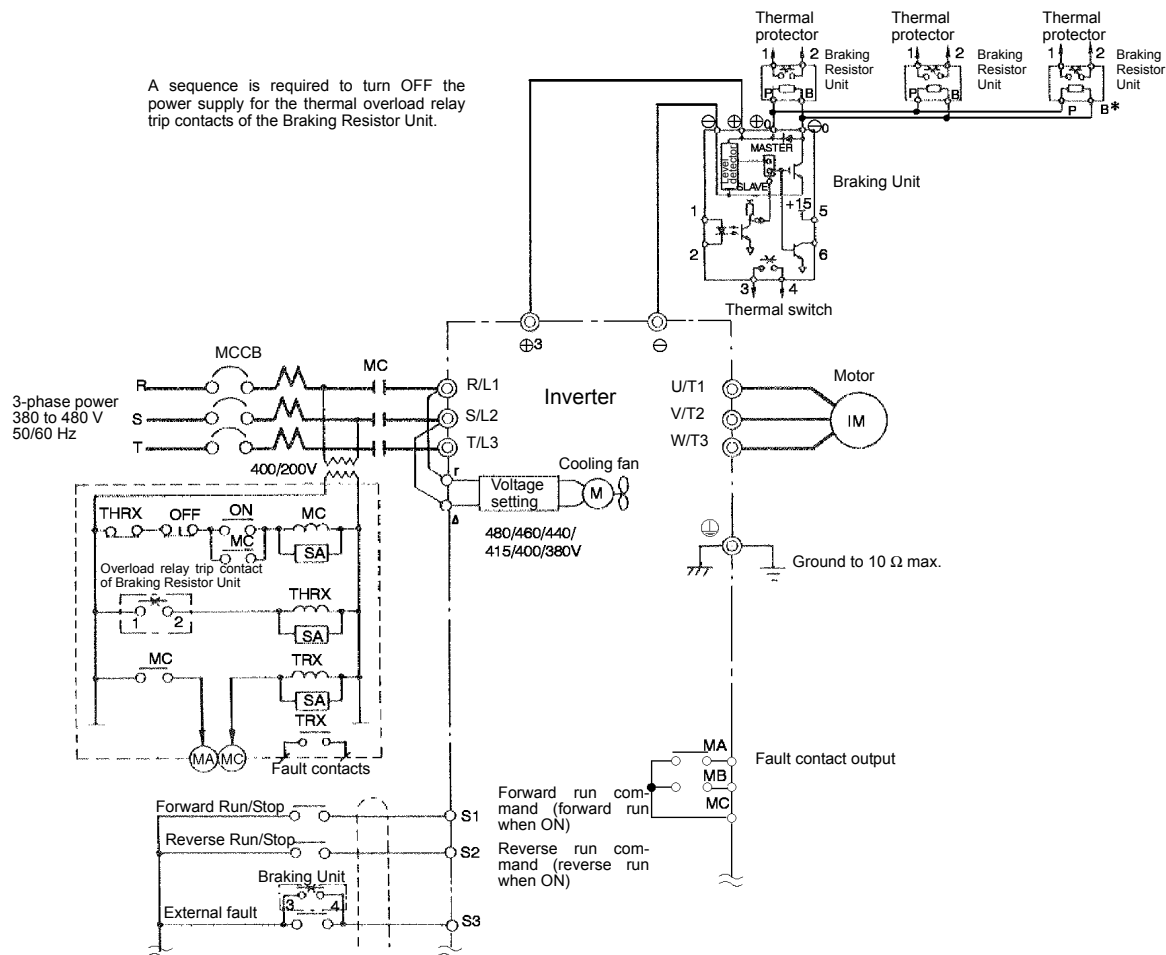 Thermal protector
Thermal protector
Thermal protector
1 2 Braking Resistor Unit
1 2 Braking Resistor Unit
1 2 Braking Resistor Unit
P B
P B
P B*
A sequence is required to turn OFF the
power supply for the thermal overload relay
trip contacts of the Braking Resistor Unit.
⊖ ⊕ ⊕0 ⊖0
MASTER
Level detector
SLAVE
Braking Unit
+15
1 5
2 6
3 4
Thermal switch
⊕3 ⊖
MCCB
MC
R
S
T
3-phase power
380 to 480 V
50/60 Hz
R/L1
S/L2
T/L3
Inverter
U/T1
V/T2
W/T3
Motor
IM
400/200V
r
Voltage setting
Cooling fan
M
480/460/440/
415/400/380V
THRX OFF ON MC
MC
SA
Overload relay trip contact
of Braking Resistor Unit
1 2
THRX
SA
MC
TRX
SA
TRX
MA MC
Fault contacts
Ground to 10 Ω max.
MA
MB
MC
Fault contact output
Forward Run/Stop
S1
Forward run com-
mand (forward run
when ON)
Reverse Run/Stop
S2
Reverse run com-
mand (reverse run
when ON)
Braking Unit
3 4
External fault
S3